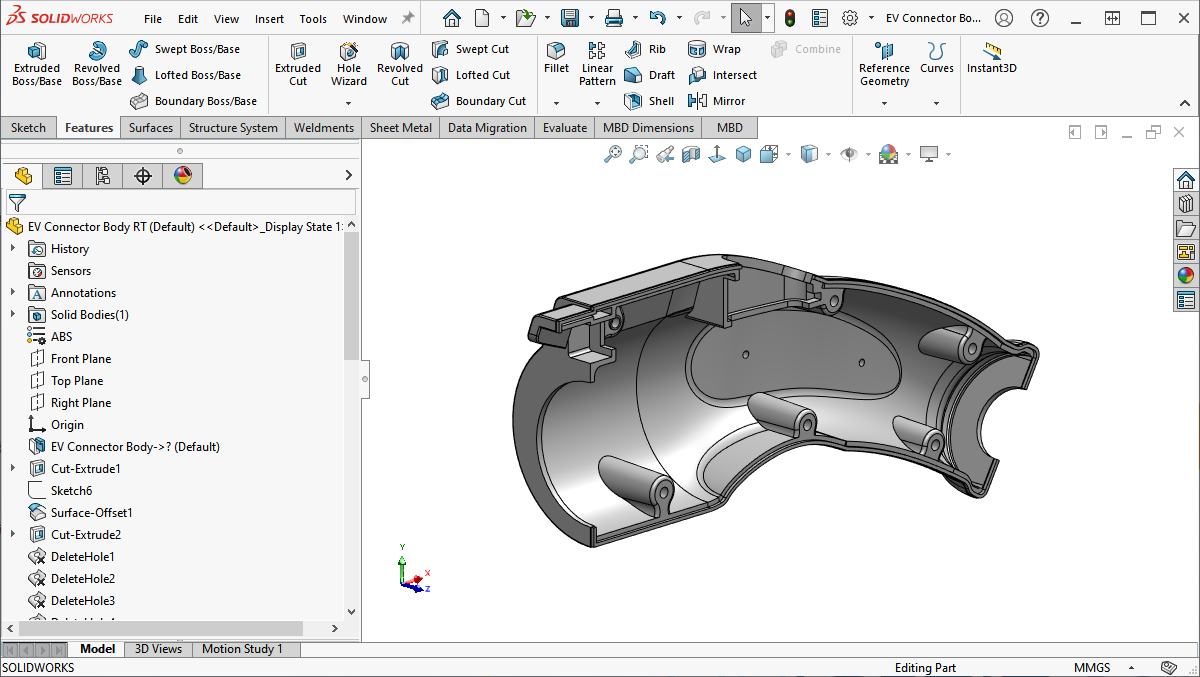 SOLIDWORKS File Edit View Insert Tools Window EV Connector Bo...
Extruded Boss/Base
Revolved Boss/Base
Swept Boss/Base
Lofted Boss/Base
Boundary Boss/Base
Extruded Cut
Hole Wizard
Revolved Cut
Swept Cut
Lofted Cut
Boundary Cut
Fillet
Linear Pattern
Rib
Draft
Shell
Wrap
Intersect
Mirror
Combine
Reference Geometry
Curves
Instant3D
Sketch Features Surfaces Structure System Weldments Sheet Metal Data Migration Evaluate MBD Dimensions MBD
EV Connector Body RT (Default) <<Default>_Display State 1
History
Sensors
Annotations
Solid Bodies(1)
ABS
Front Plane
Top Plane
Right Plane
Origin
EV Connector Body->? (Default)
Cut-Extrude1
Sketch6
Surface-Offset1
Cut-Extrude2
DeleteHole1
DeleteHole2
DeleteHole3
Y
X
Z
Model 3D Views Motion Study 1
SOLIDWORKS Editing Part MMGS